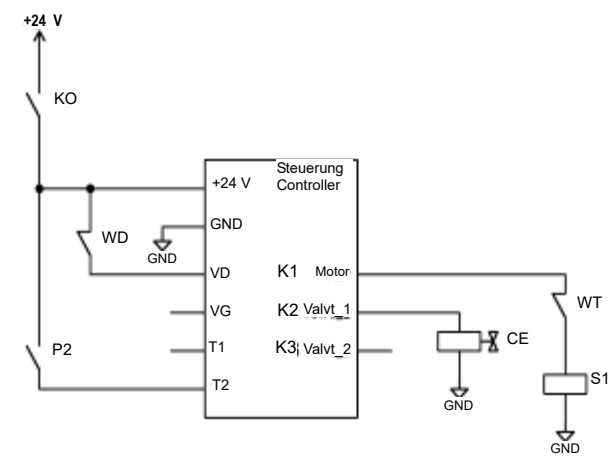 +24 V
KO
Steuerung
Controller
+24 V
GND
WD
GND
VD
K1 Motor
WT
VG
K2 Valvt_1
CE
P2
T1
K3 Valvt_2
T2
S1
GND
GND